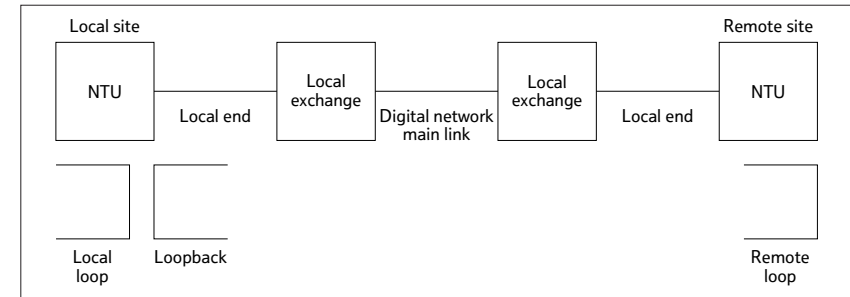 Local site
Remote site
NTU
Local
exchange
Local
exchange
NTU
Local end
Digital network
main link
Local end
Local
loop
Loopback
Remote
loop